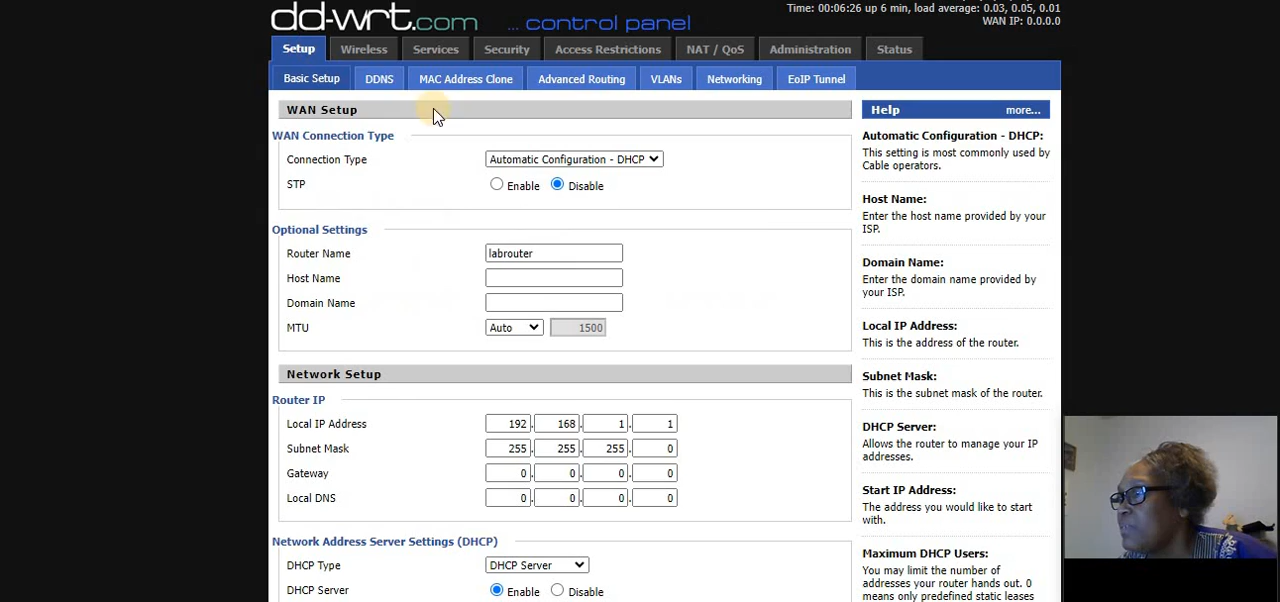 dd-wrt.com ... control panel
Time: 00:06:26 up 6 min, load average: 0.03, 0.05, 0.01
WAN IP: 0.0.0.0
Setup Wireless Services Security Access Restrictions NAT / QoS Administration Status
Basic Setup DDNS MAC Address Clone Advanced Routing VLANs Networking EoIP Tunnel
WAN Setup
WAN Connection Type
Connection Type Automatic Configuration - DHCP
STP Enable Disable
Optional Settings
Router Name labrouter
Host Name
Domain Name
MTU Auto 1500
Network Setup
Router IP
Local IP Address 192. 168. 1. 1
Subnet Mask 255. 255. 255. 0
Gateway 0. 0. 0. 0
Local DNS 0. 0. 0. 0
Network Address Server Settings (DHCP)
DHCP Type DHCP Server
DHCP Server Enable Disable
Help more...
Automatic Configuration - DHCP:
This setting is most commonly used by
Cable operators.
Host Name:
Enter the host name provided by your
ISP.
Domain Name:
Enter the domain name provided by
your ISP.
Local IP Address:
This is the address of the router.
Subnet Mask:
This is the subnet mask of the router.
DHCP Server:
Allows the router to manage your IP
addresses.
Start IP Address:
The address you would like to start
with.
Maximum DHCP Users:
You may limit the number of
addresses your router hands out. 0
means only predefined static leases